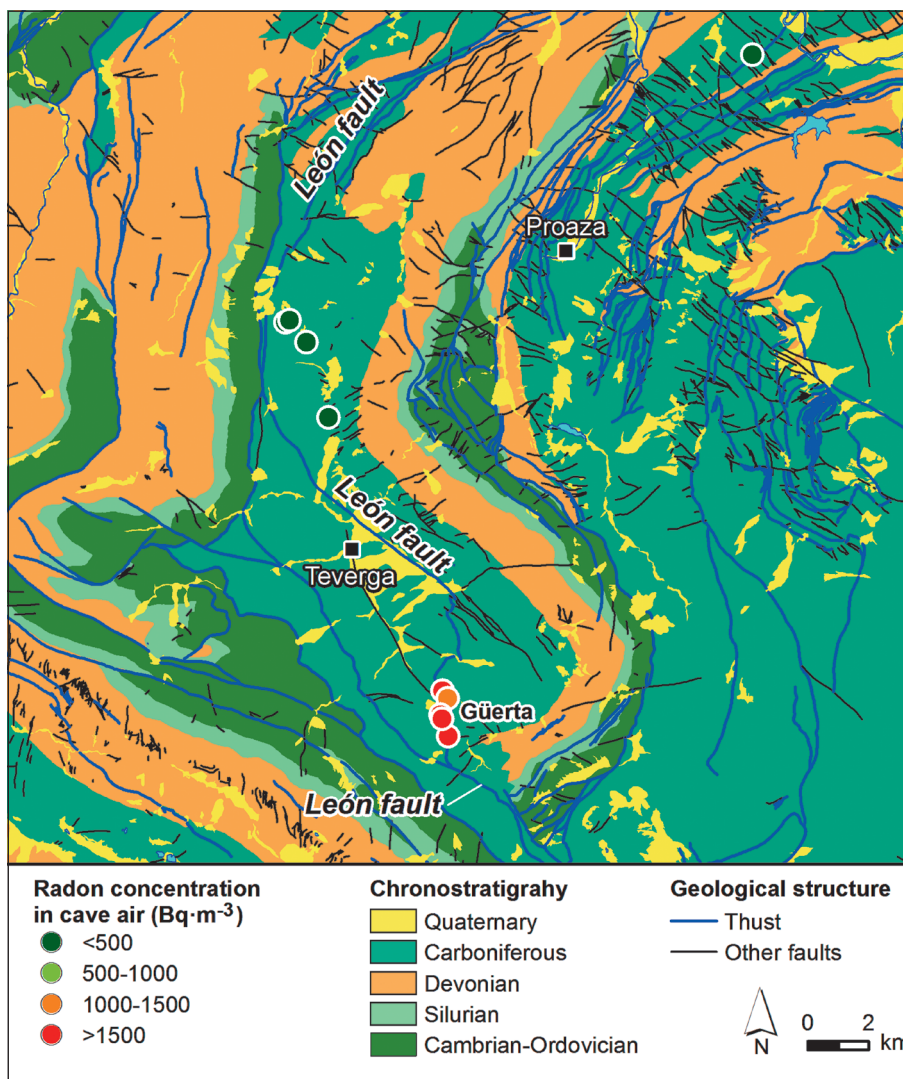 León fault
Proaza
León fault
Teverga
Güerta
León fault
Radon concentration
in cave air (Bq·m-3)
<500
500-1000
1000-1500
>1500
Chronostratigrahy
Quaternary
Carboniferous
Devonian
Silurian
Cambrian-Ordovician
Geological structure
Thust
Other faults
N
0 2
km